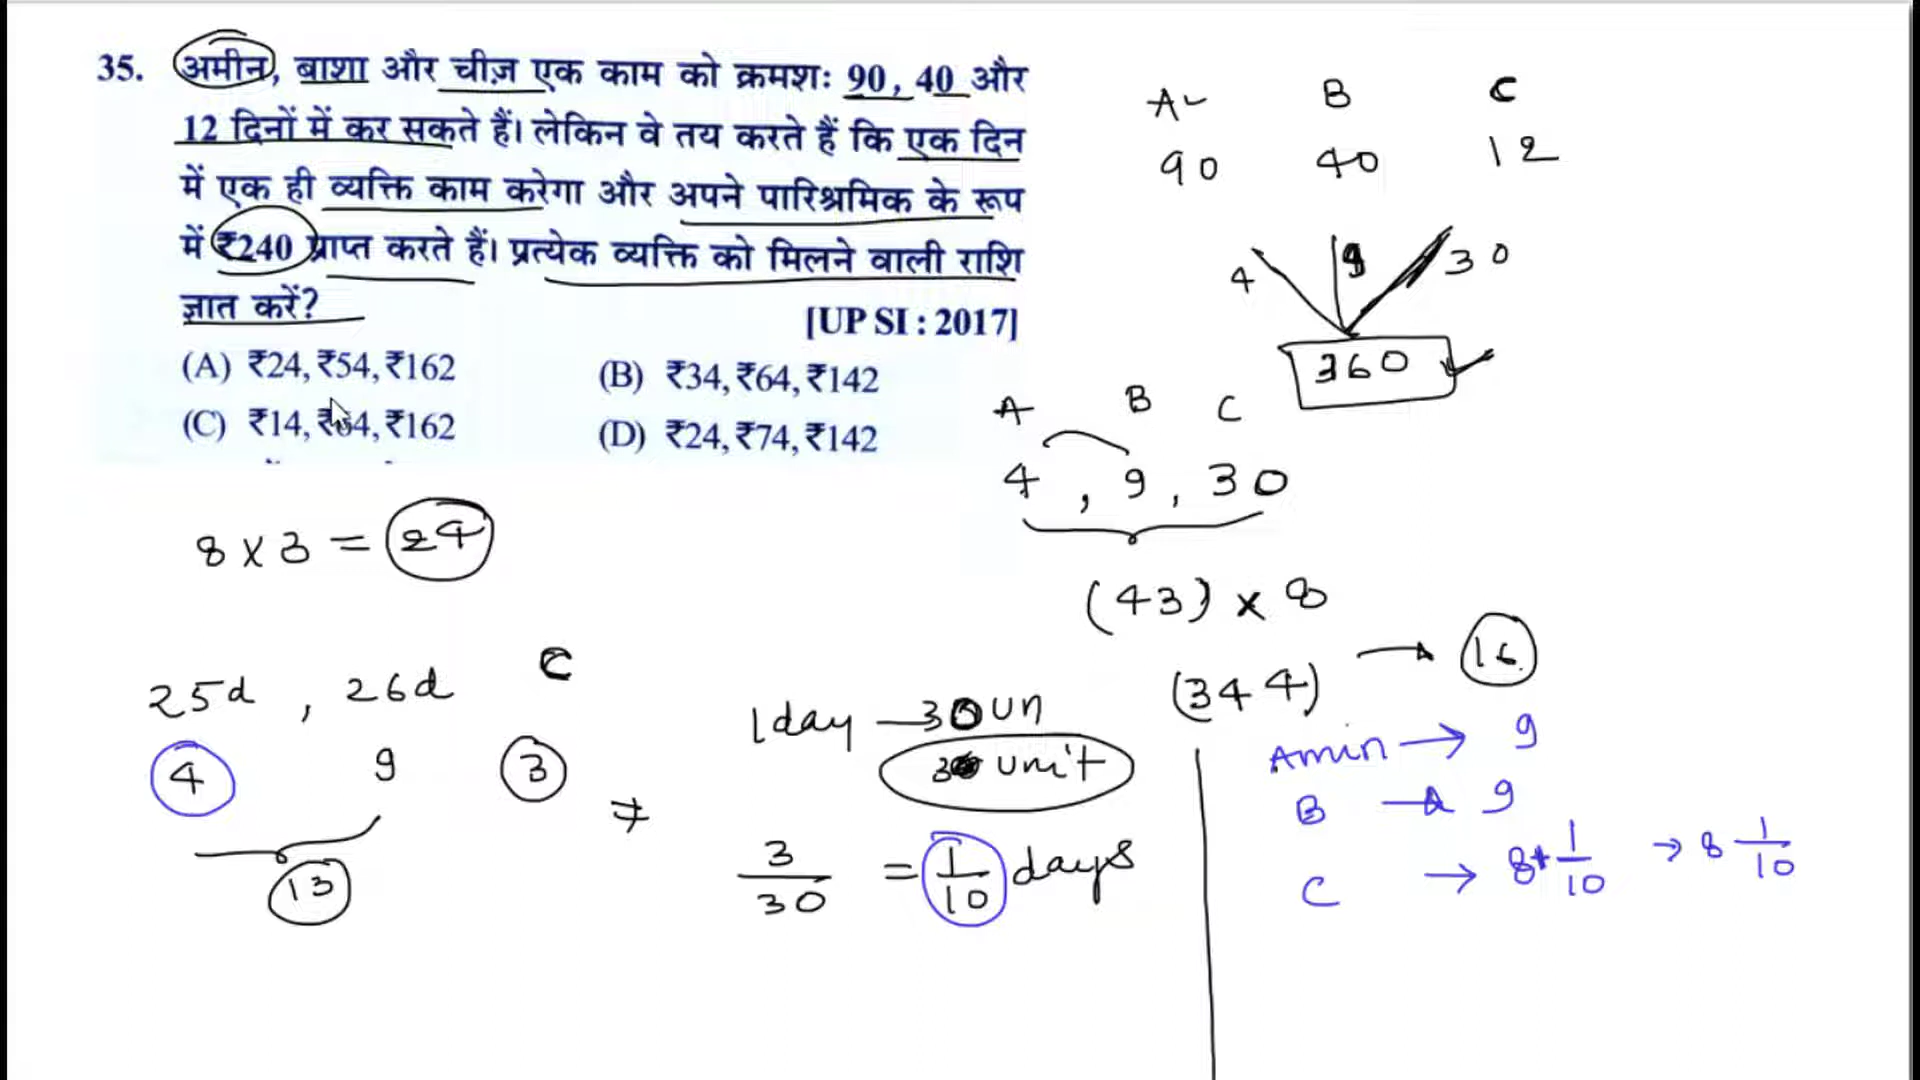 35. अमीन, बाशा और चीज़ एक काम को क्रमशः 90, 40 और
12 दिनों में कर सकते हैं। लेकिन वे तय करते हैं कि एक दिन
में एक ही व्यक्ति काम करेगा और अपने पारिश्रमिक के रूप
में ₹240 प्राप्त करते हैं। प्रत्येक व्यक्ति को मिलने वाली राशि
ज्ञात करें?
[UP SI : 2017]
(A) ₹24, ₹54, ₹162
(B) ₹34, ₹64, ₹142
(C) ₹14, ₹64, ₹162
(D) ₹24, ₹74, ₹142
A B C
90 40 12
4 9 30
360
A B C
4 , 9 , 30
(43) × 8
(344) → 16
8 × 3 = 24
25d , 26d C
4 9 3
13
1 day — 30 un
3 unit
3/30 = 1/10 days
Amin → 9
B → 9
C → 8+1/10 → 8 1/10